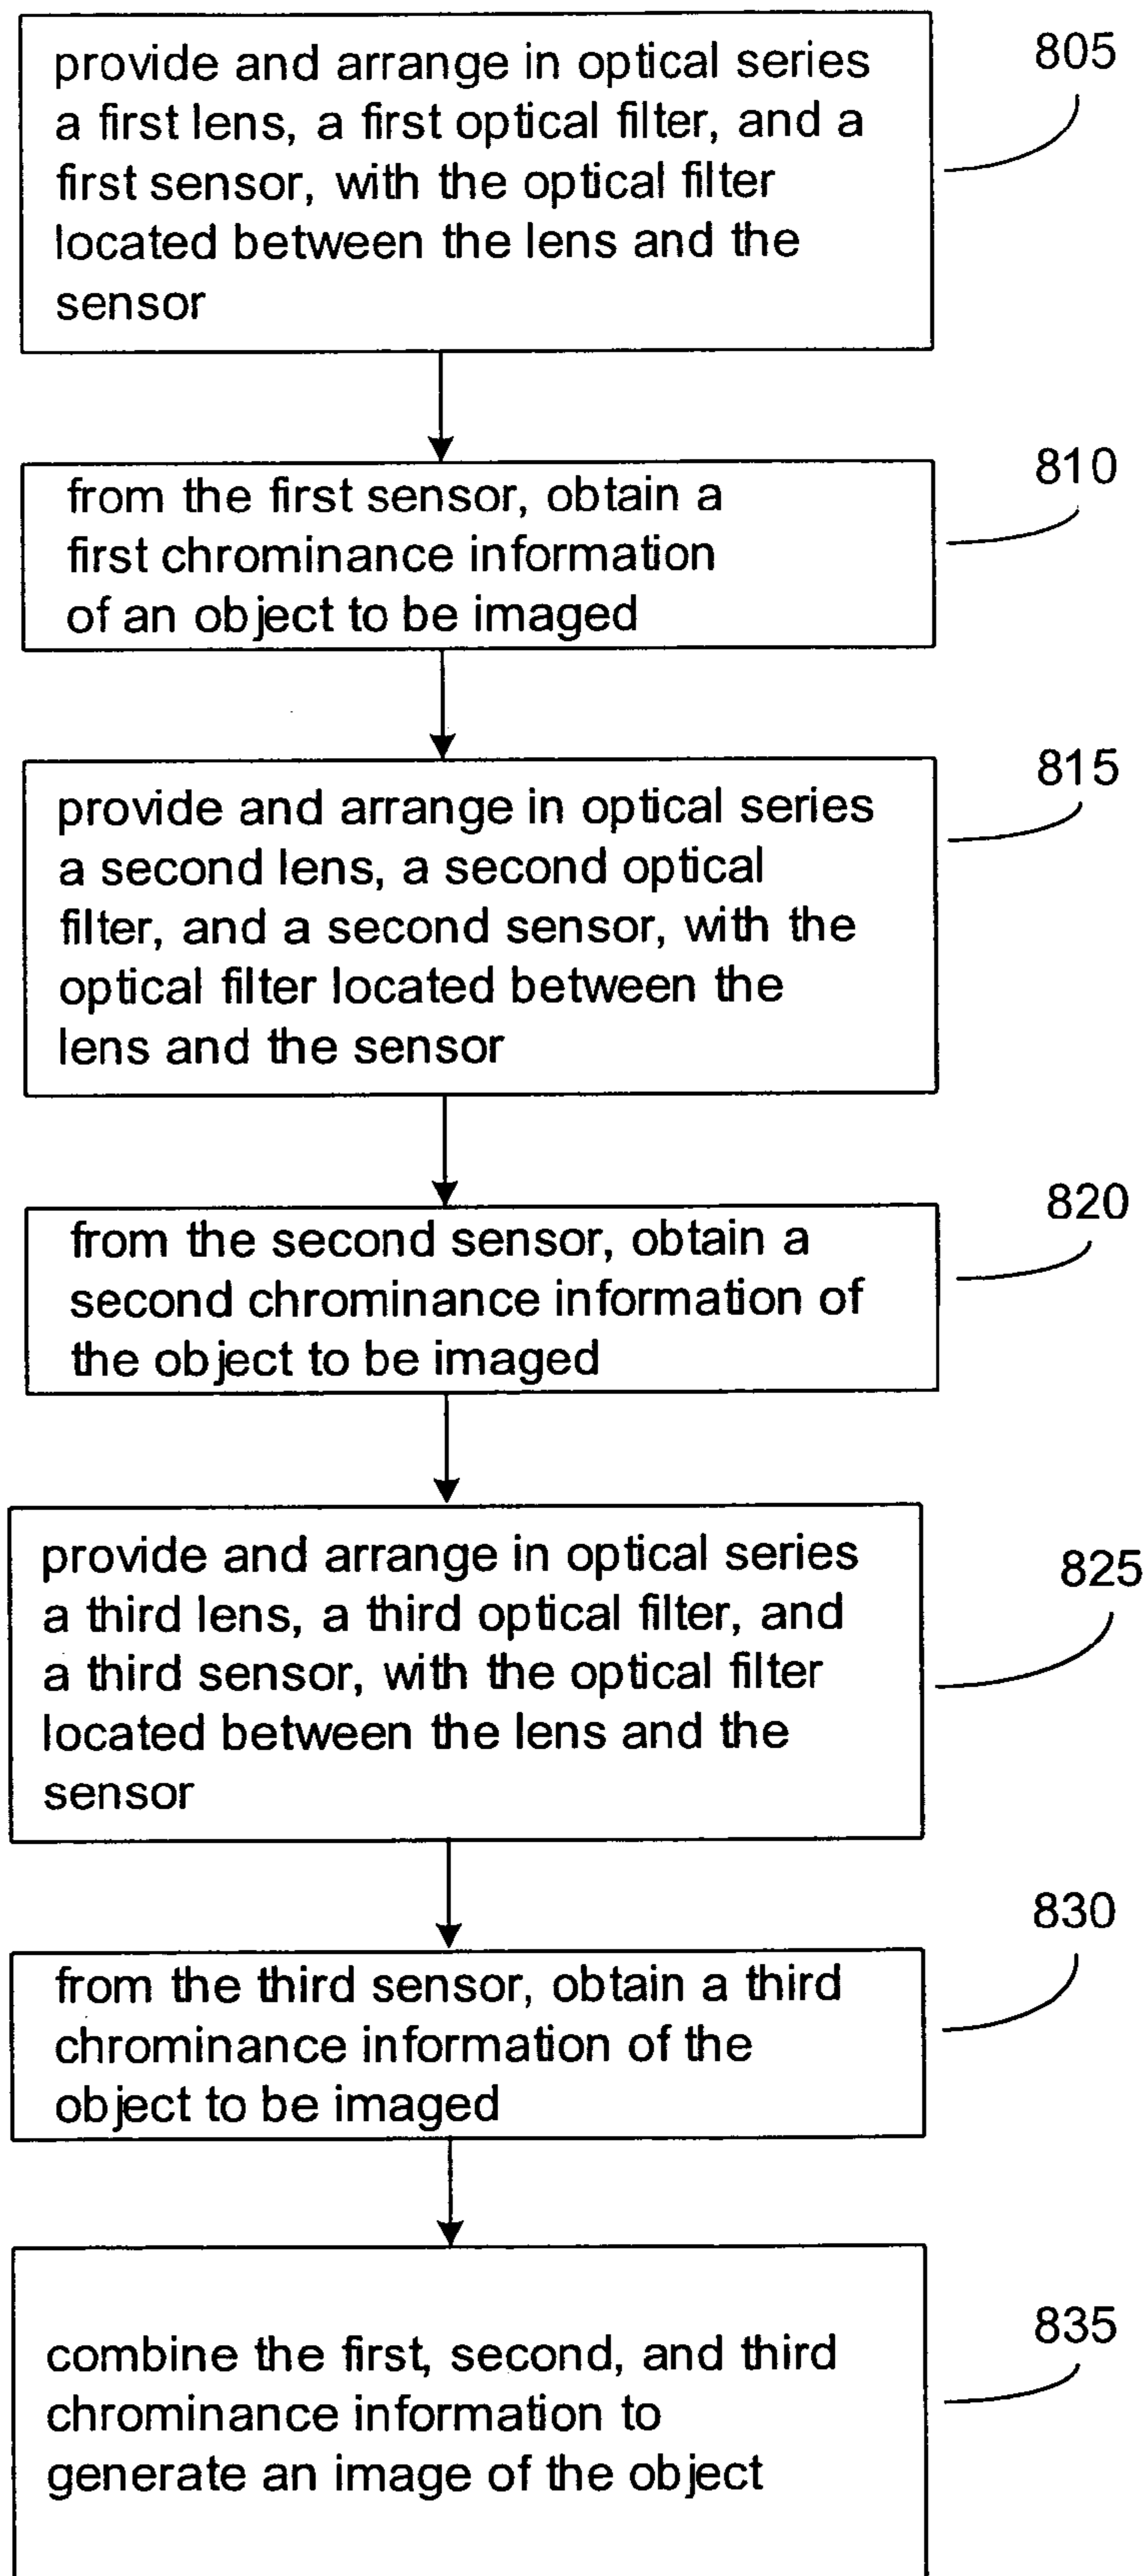 provide and arrange in optical series
a first lens, a first optical filter, and a
first sensor, with the optical filter
located between the lens and the
sensor
805
from the first sensor, obtain a
first chrominance information
of an object to be imaged
810
provide and arrange in optical series
a second lens, a second optical
filter, and a second sensor, with the
optical filter located between the
lens and the sensor
815
from the second sensor, obtain a
second chrominance information of
the object to be imaged
820
provide and arrange in optical series
a third lens, a third optical filter, and
a third sensor, with the optical filter
located between the lens and the
sensor
825
from the third sensor, obtain a third
chrominance information of the
object to be imaged
830
combine the first, second, and third
chrominance information to
generate an image of the object
835